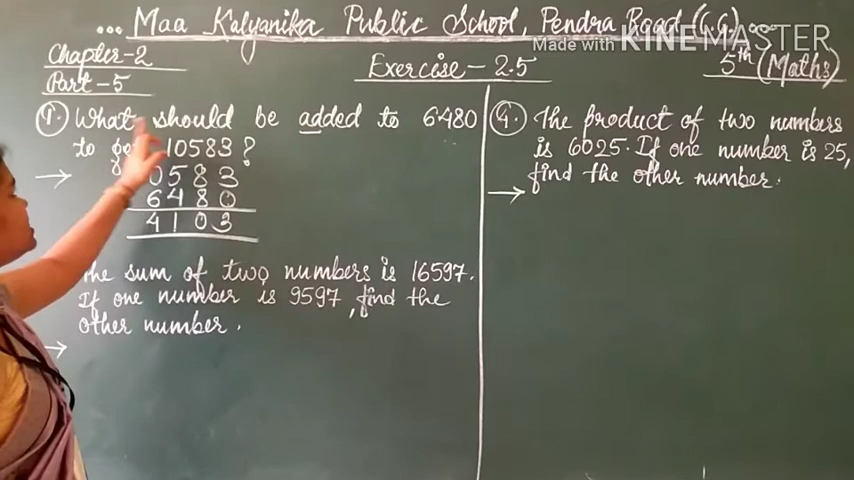 ... Maa Kalyanika Public School, Pendra Road (C.G.)
Made with KINEMASTER
Chapter-2
Part-5
Exercise - 2.5
5th (Maths)
1. What should be added to 6480
to 10583?
0583
6480
4103
The sum of two numbers is 16597.
If one number is 9597, find the
other number.
4. The product of two numbers
is 6025. If one number is 25,
find the other number.